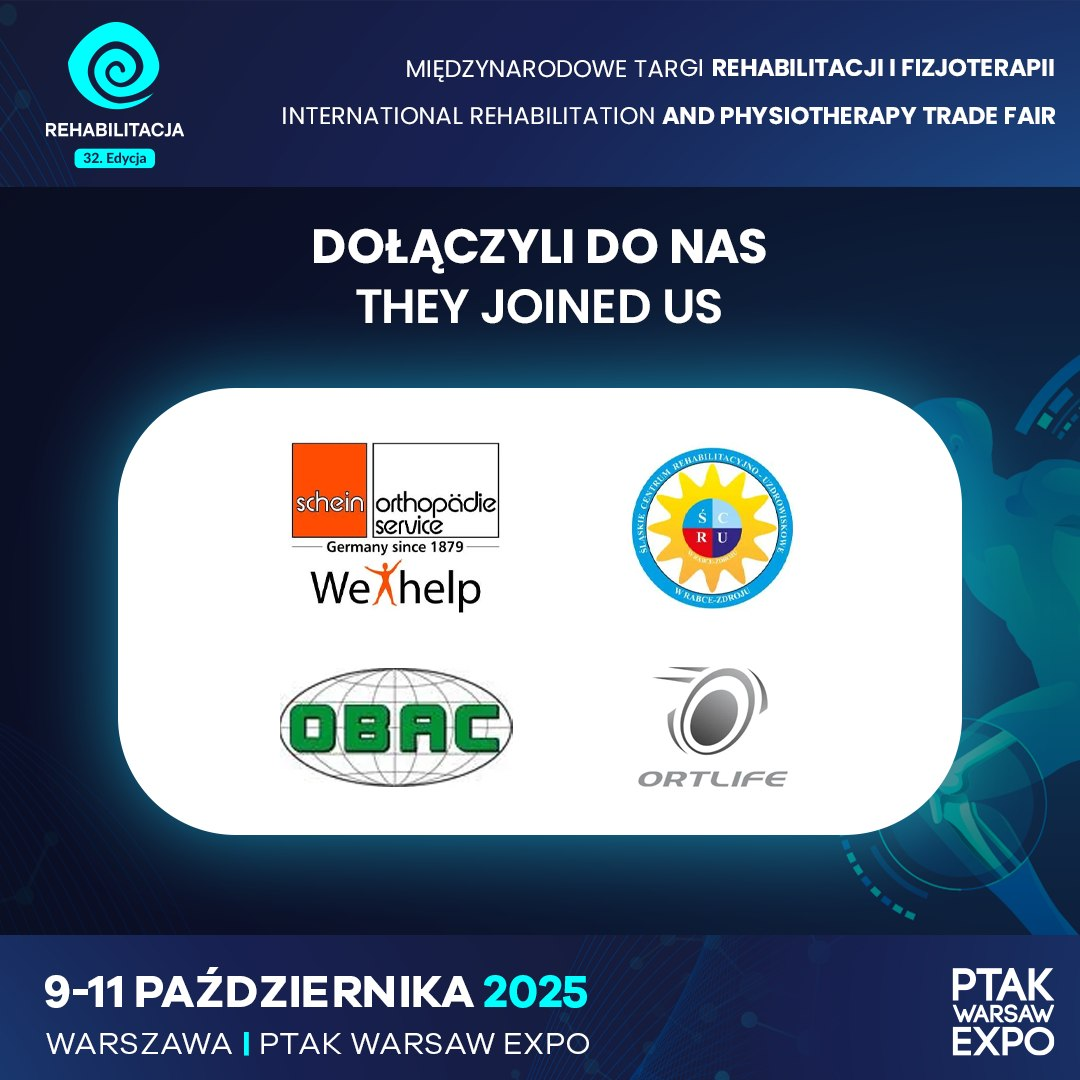 REHABILITACJA
32. Edycja
MIĘDZYNARODOWE TARGI REHABILITACJI I FIZJOTERAPII
INTERNATIONAL REHABILITATION AND PHYSIOTHERAPY TRADE FAIR
DOŁĄCZYLI DO NAS
THEY JOINED US
schein orthopädie
service
Germany since 1879
We help
ŚLĄSKIE CENTRUM REHABILITACYJNO-UZDROWISKOWE
Ś C
R U
W RABCE-ZDROJU
OBAC
ORTLIFE
9-11 PAŹDZIERNIKA 2025
WARSZAWA | PTAK WARSAW EXPO
PTAK
WARSAW
EXPO